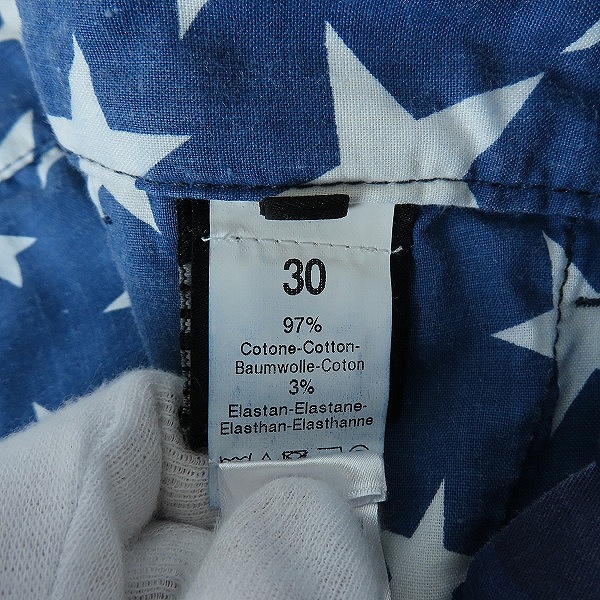 30
97%
Cotone-Cotton-
Baumwolle-Coton
3%
Elastan-Elastane-
Elasthan-Elasthanne